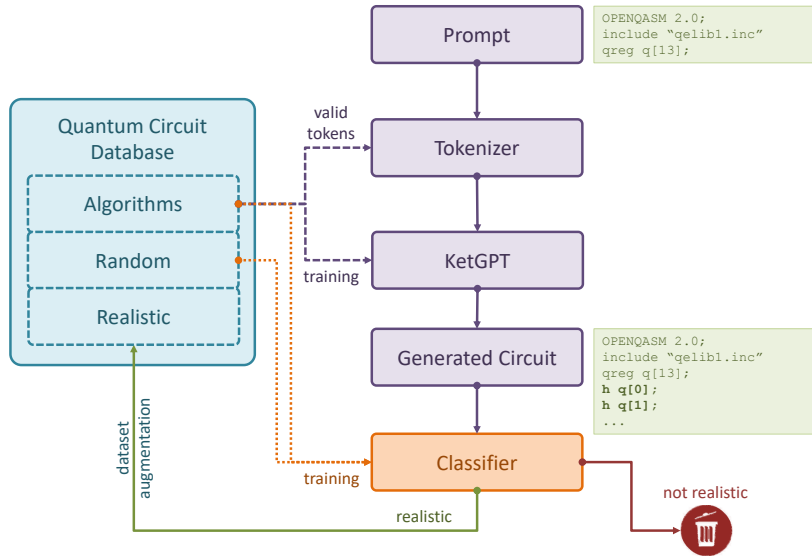 Prompt
OPENQASM 2.0;
include “qelib1.inc”
qreg q[13];
Quantum Circuit
Database
Algorithms
Random
Realistic
valid
tokens
Tokenizer
training
KetGPT
Generated Circuit
OPENQASM 2.0;
include “qelib1.inc”
qreg q[13];
h q[0];
h q[1];
...
dataset
augmentation
training
Classifier
realistic
not realistic